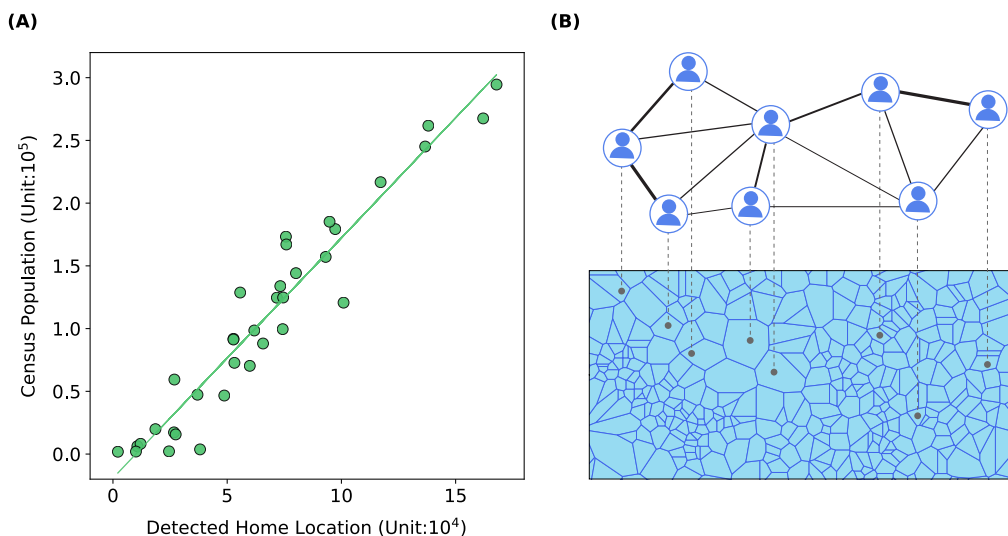 (A)
(B)
3.0
2.5
2.0
1.5
1.0
0.5
0.0
Census Population (Unit:10⁵)
0
5
10
15
Detected Home Location (Unit:10⁴)